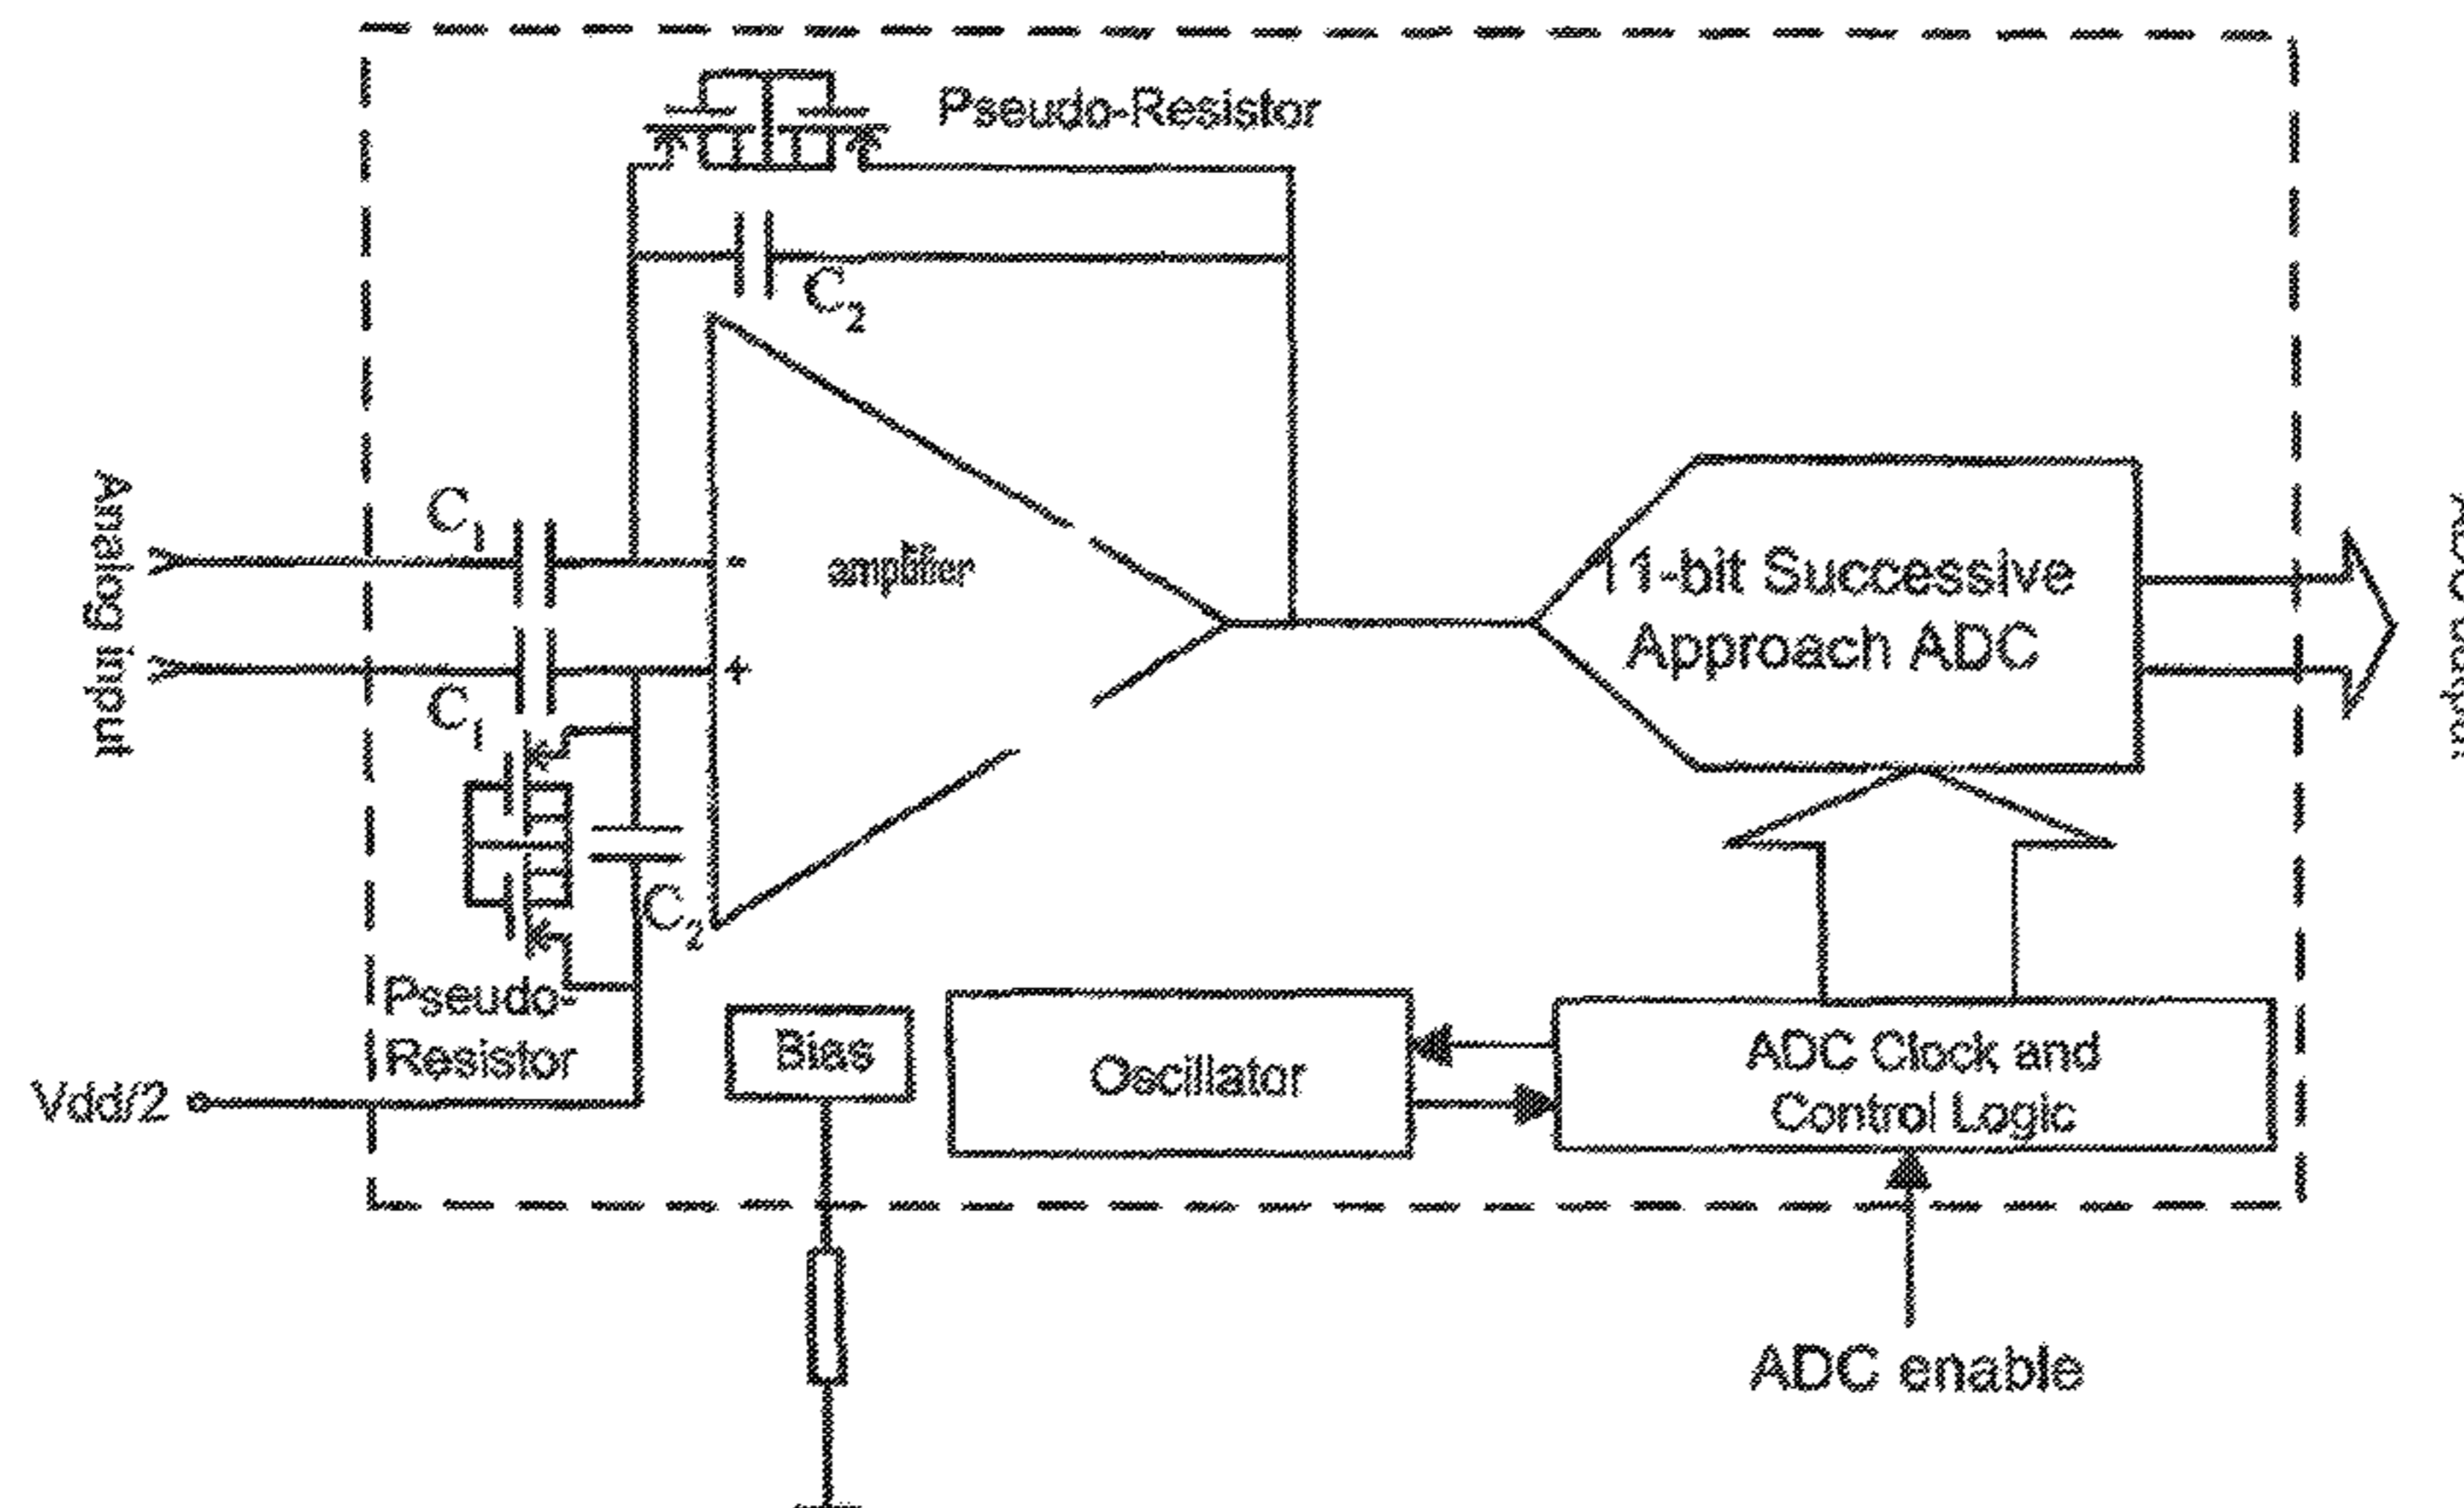 Pseudo-Resistor
C2
Analog input
C1
amplifier
-
+
C1
11-bit Successive
Approach ADC
C2
Pseudo-
Resistor
Vdd/2
Bias
Oscillator
ADC Clock and
Control Logic
ADC enable